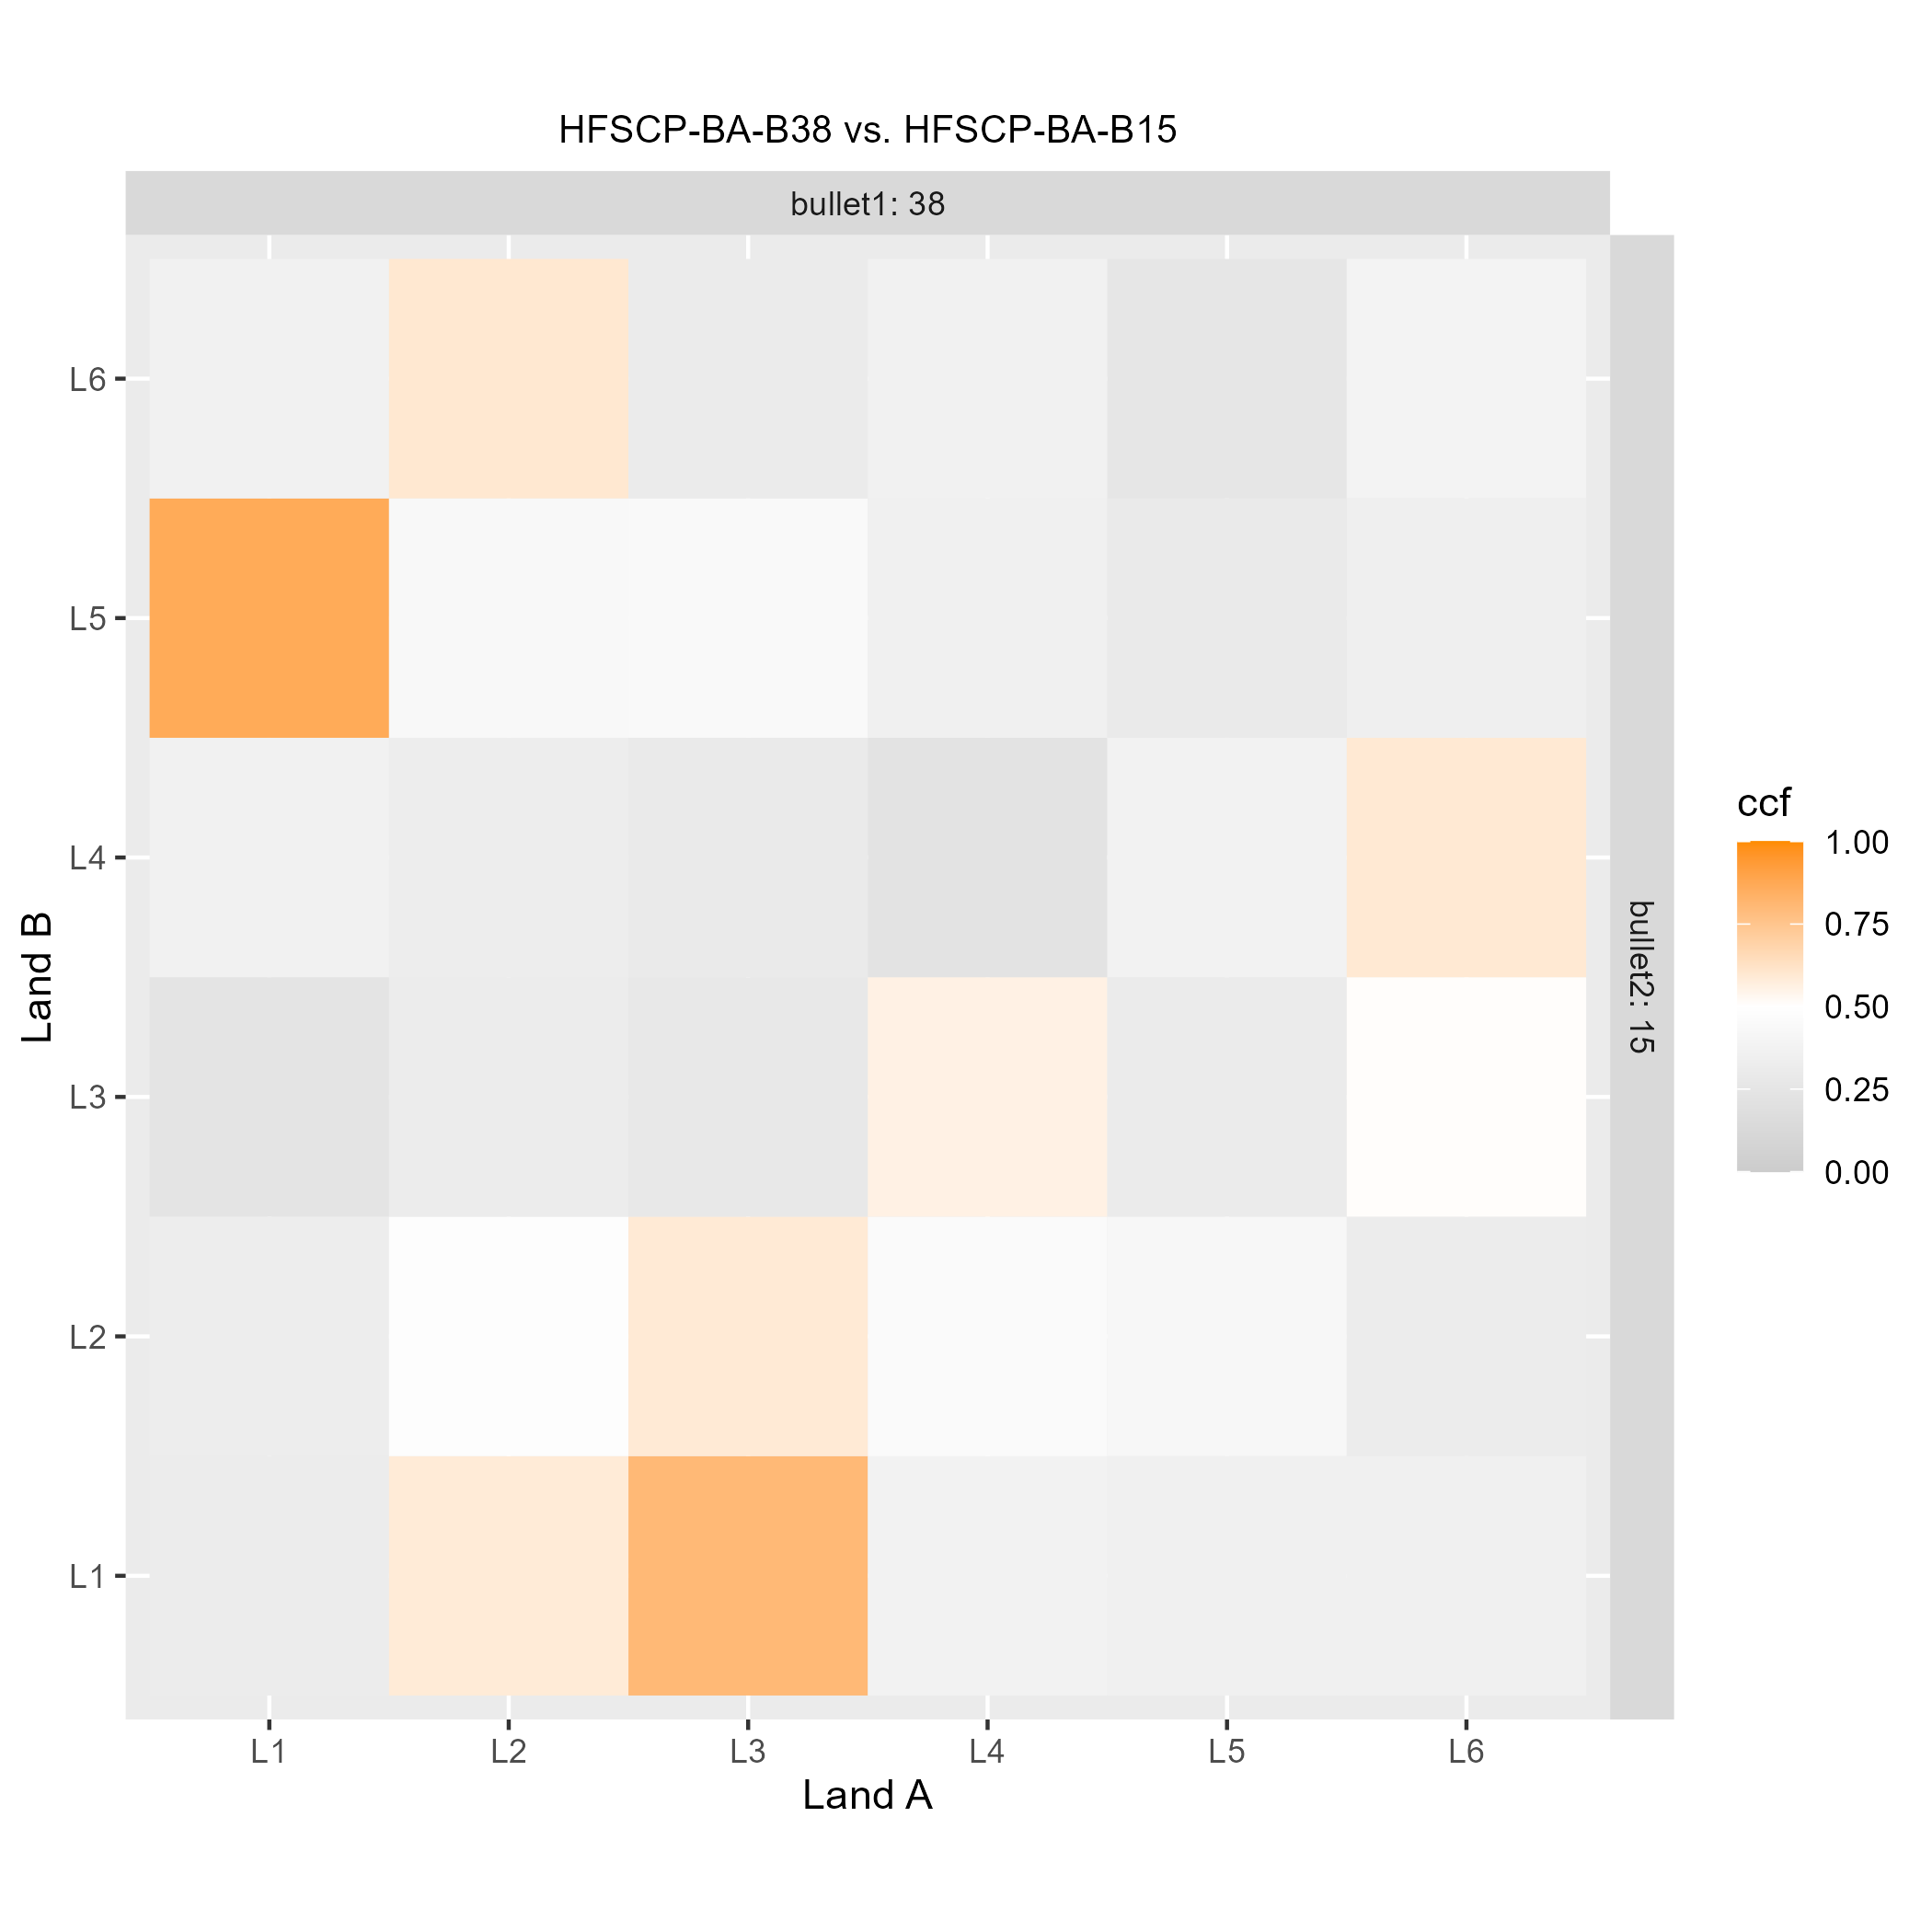 HFSCP-BA-B38 vs. HFSCP-BA-B15
bullet1: 38
L6
L5
L4
L3
L2
L1
Land B
bullet2: 15
L1 L2 L3 L4 L5 L6
Land A
ccf
1.00
0.75
0.50
0.25
0.00